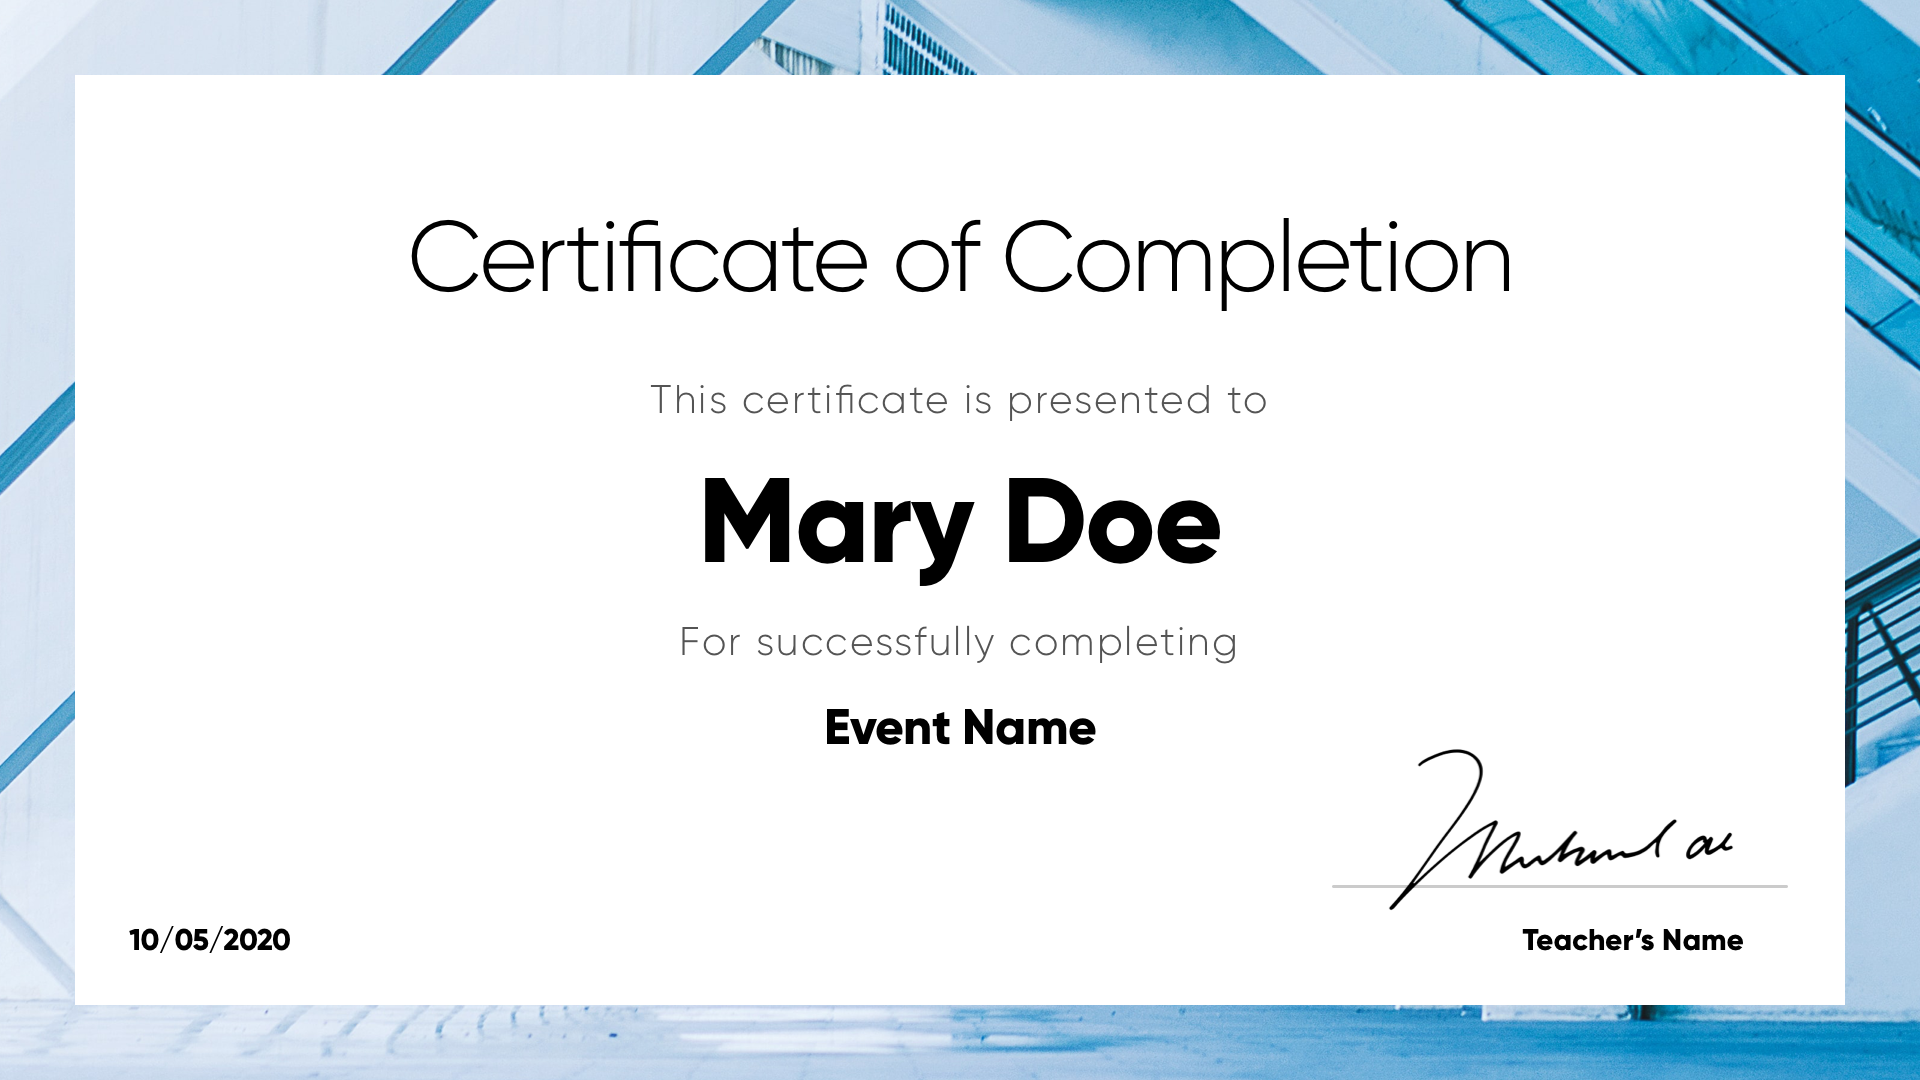 Certificate of Completion
This certificate is presented to
Mary Doe
For successfully completing
Event Name
10/05/2020
Teacher’s Name